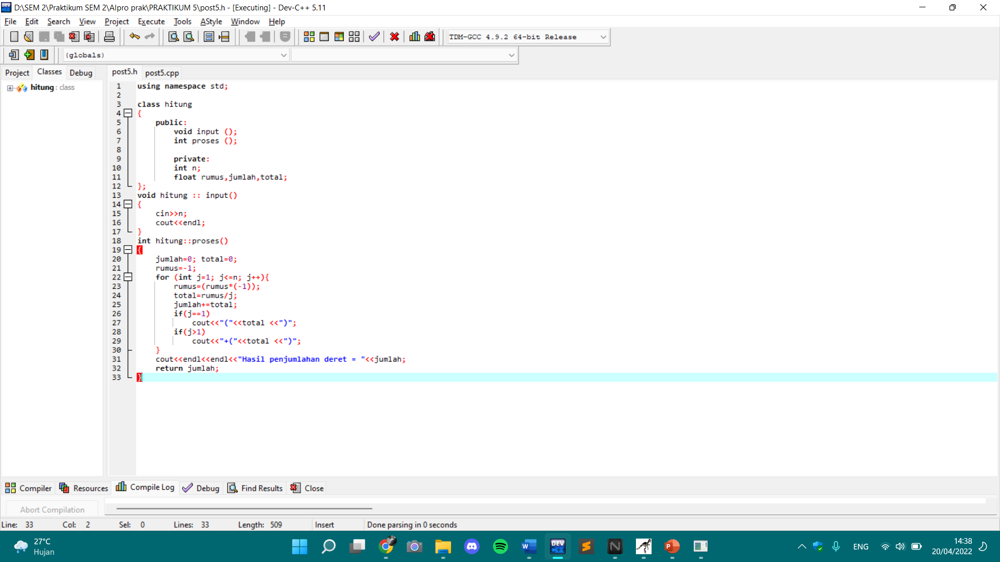 D:\SEM 2\Praktikum SEM 2\Alpro prak\PRAKTIKUM 5\post5.h - [Executing] - Dev-C++ 5.11
File Edit Search View Project Execute Tools AStyle Window Help
TDM-GCC 4.9.2 64-bit Release
(globals)
Project Classes Debug post5.h post5.cpp
hitung : class
1 using namespace std;
2
3 class hitung
4 {
5 public:
6 void input ();
7 int proses ();
8
9 private:
10 int n;
11 float rumus,jumlah,total;
12 };
13 void hitung :: input()
14 {
15 cin>>n;
16 cout<<endl;
17 }
18 int hitung::proses()
19 {
20 jumlah=0; total=0;
21 rumus=-1;
22 for (int j=1; j<=n; j++){
23 rumus=(rumus*(-1));
24 total=rumus/j;
25 jumlah+=total;
26 if(j==1)
27 cout<<"("<<total <<")";
28 if(j>1)
29 cout<<"+("<<total <<")";
30 }
31 cout<<endl<<endl<<"Hasil penjumlahan deret = "<<jumlah;
32 return jumlah;
33 }
Compiler Resources Compile Log Debug Find Results Close
Abort Compilation
Line: 33 Col: 2 Sel: 0 Lines: 33 Length: 509 Insert Done parsing in 0 seconds
27°C
Hujan
ENG
14:38
20/04/2022